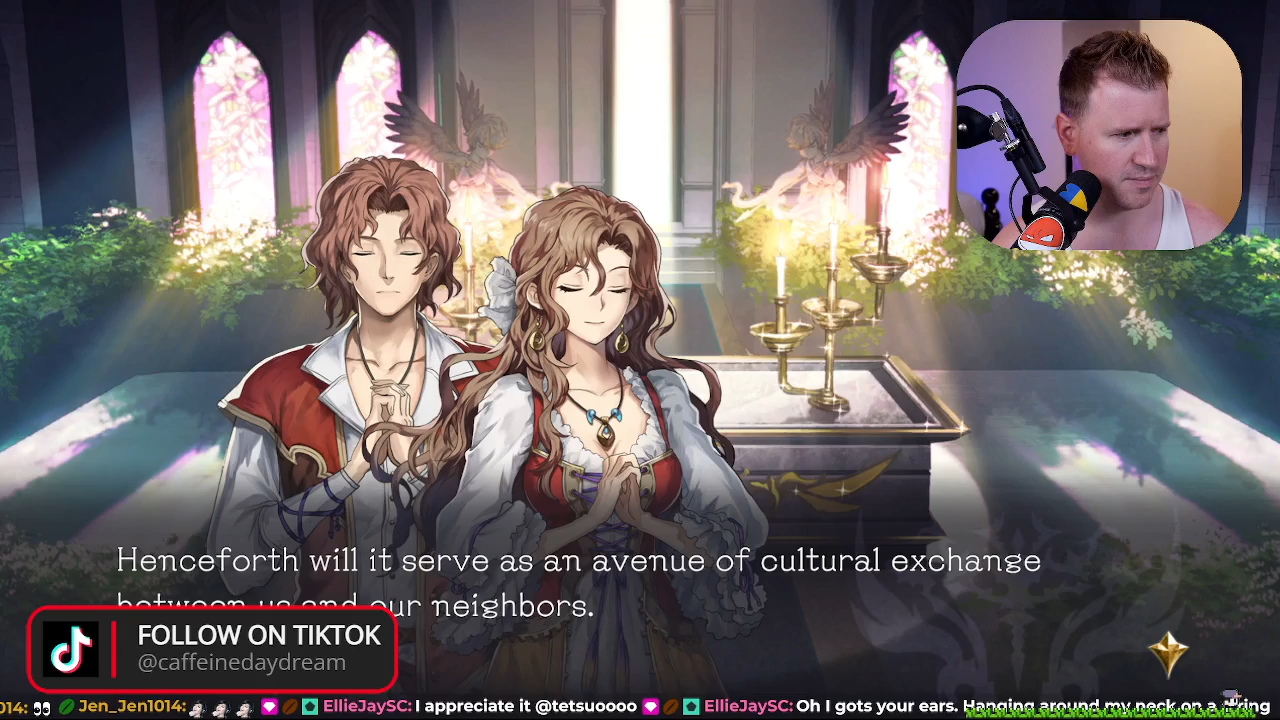 Henceforth will it serve as an avenue of cultural exchange
between us and our neighbors.
FOLLOW ON TIKTOK
@caffeinedaydream
014: Jen_Jen1014: EllieJaySC: I appreciate it @tetsuoooo EllieJaySC: Oh I gots your ears. Hanging around my neck on a string